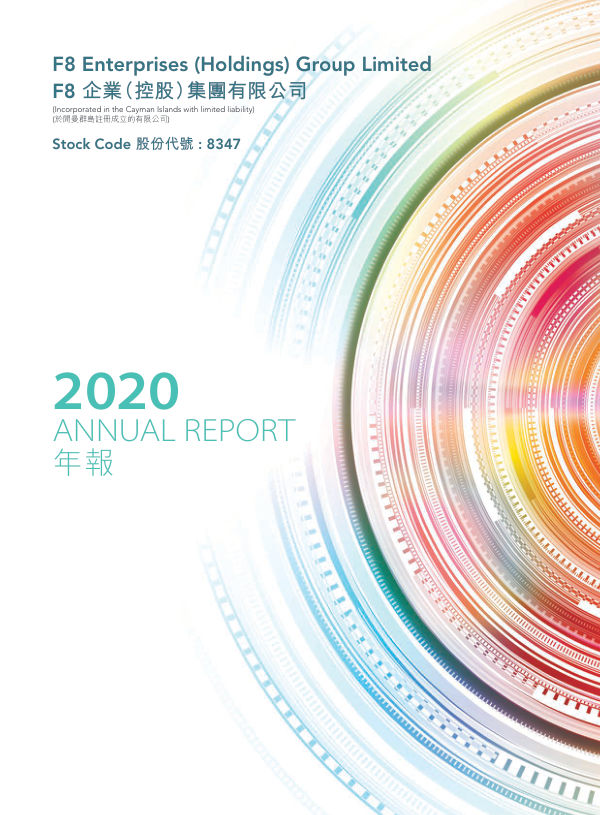 F8 Enterprises (Holdings) Group Limited
F8 企業（控股）集團有限公司
(Incorporated in the Cayman Islands with limited liability)
(於開曼群島註冊成立的有限公司)
Stock Code 股份代號 : 8347
2020
ANNUAL REPORT
年報